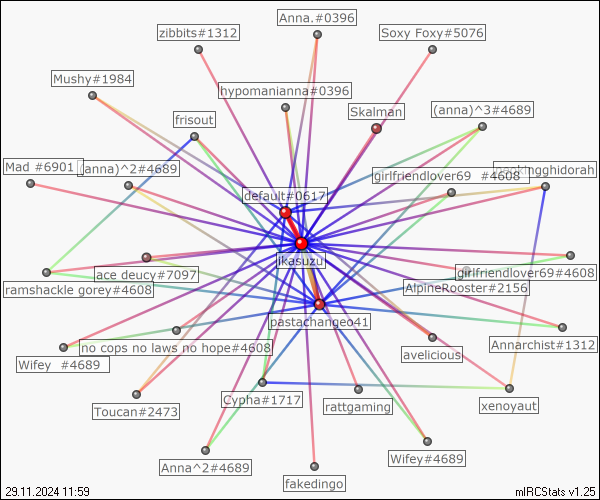 Anna.#0396
zibbits#1312
Soxy Foxy#5076
Mushy#1984
hypomanianna#0396
Skalman
(anna)^3#4689
frisout
Mad #6901
(anna)^2#4689
girlfriendlover69 #4608
default#0617
ikasuzu
ace deucy#7097
girlfriendlover69#4608
ramshackle gorey#4608
AlpineRooster#2156
pastachangeo41
Annarchist#1312
no cops no laws no hope#4608
avelicious
Wifey #4689
Toucan#2473
Cypha#1717
rattgaming
xenoyaut
Anna^2#4689
Wifey#4689
fakedingo
29.11.2024 11:59
mIRCStats v1.25